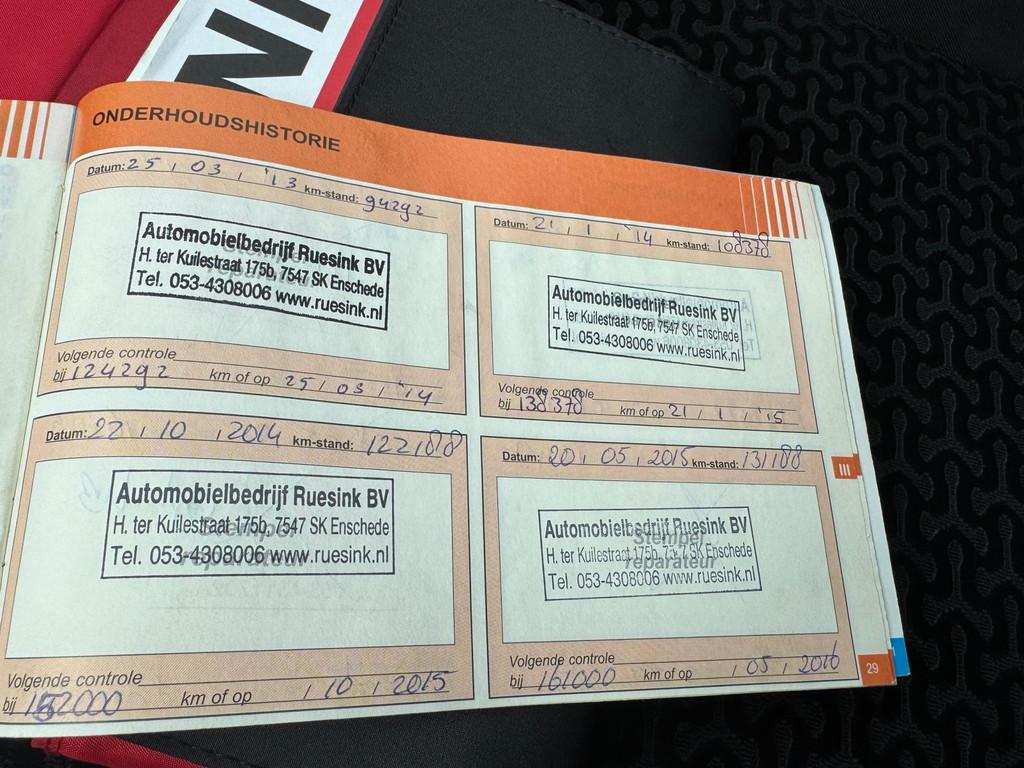 NI
ONDERHOUDSHISTORIE
Datum: 25 / 03 / '13 km-stand: 94292
Automobielbedrijf Ruesink BV
H. ter Kuilestraat 175b, 7547 SK Enschede
Tel. 053-4308006 www.ruesink.nl
Volgende controle
bij 124292 km of op 25 / 03 / '14
Datum: 21 / 1 / '14 km-stand: 108378
Automobielbedrijf Ruesink BV
H. ter Kuilestraat 175b, 7547 SK Enschede
Tel. 053-4308006 www.ruesink.nl
Volgende controle
bij 138378 km of op 21 / 1 / '15
Datum: 22 / 10 / 2014 km-stand: 122188
Stempel
reparateur
Automobielbedrijf Ruesink BV
H. ter Kuilestraat 175b, 7547 SK Enschede
Tel. 053-4308006 www.ruesink.nl
Volgende controle
bij 152000 km of op / 10 / 2015
Datum: 20 / 05 / 2015 km-stand: 131188
Stempel
reparateur
Automobielbedrijf Ruesink BV
H. ter Kuilestraat 175b, 7547 SK Enschede
Tel. 053-4308006 www.ruesink.nl
Volgende controle
bij 161000 km of op / 05 / 2016
III
29